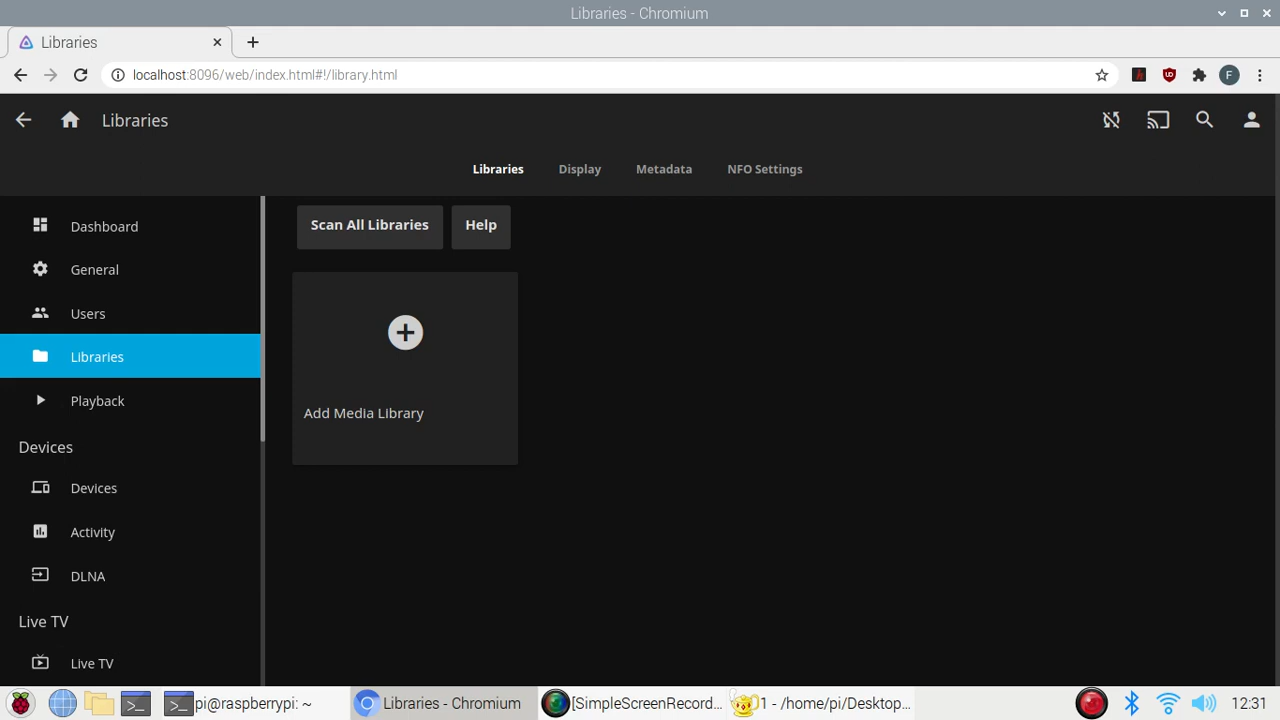 Libraries - Chromium
Libraries
localhost:8096/web/index.html#!/library.html
F
Libraries
Libraries Display Metadata NFO Settings
Dashboard
General
Users
Libraries
Playback
Devices
Devices
Activity
DLNA
Live TV
Live TV
Scan All Libraries Help
Add Media Library
pi@raspberrypi: ~
Libraries - Chromium
[SimpleScreenRecord...
1 - /home/pi/Desktop...
12:31